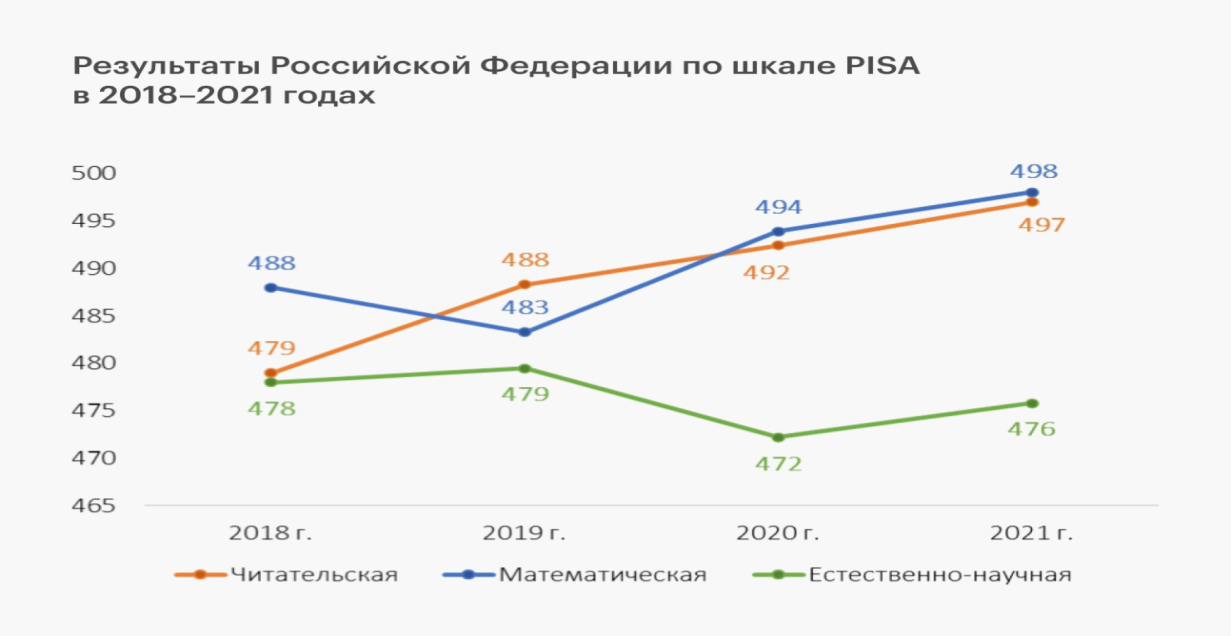 Результаты Российской Федерации по шкале PISA
в 2018–2021 годах
500
495
490
485
480
475
470
465
488
479
478
488
483
479
494
492
472
498
497
476
2018 г.
2019 г.
2020 г.
2021 г.
Читательская
Математическая
Естественно-научная